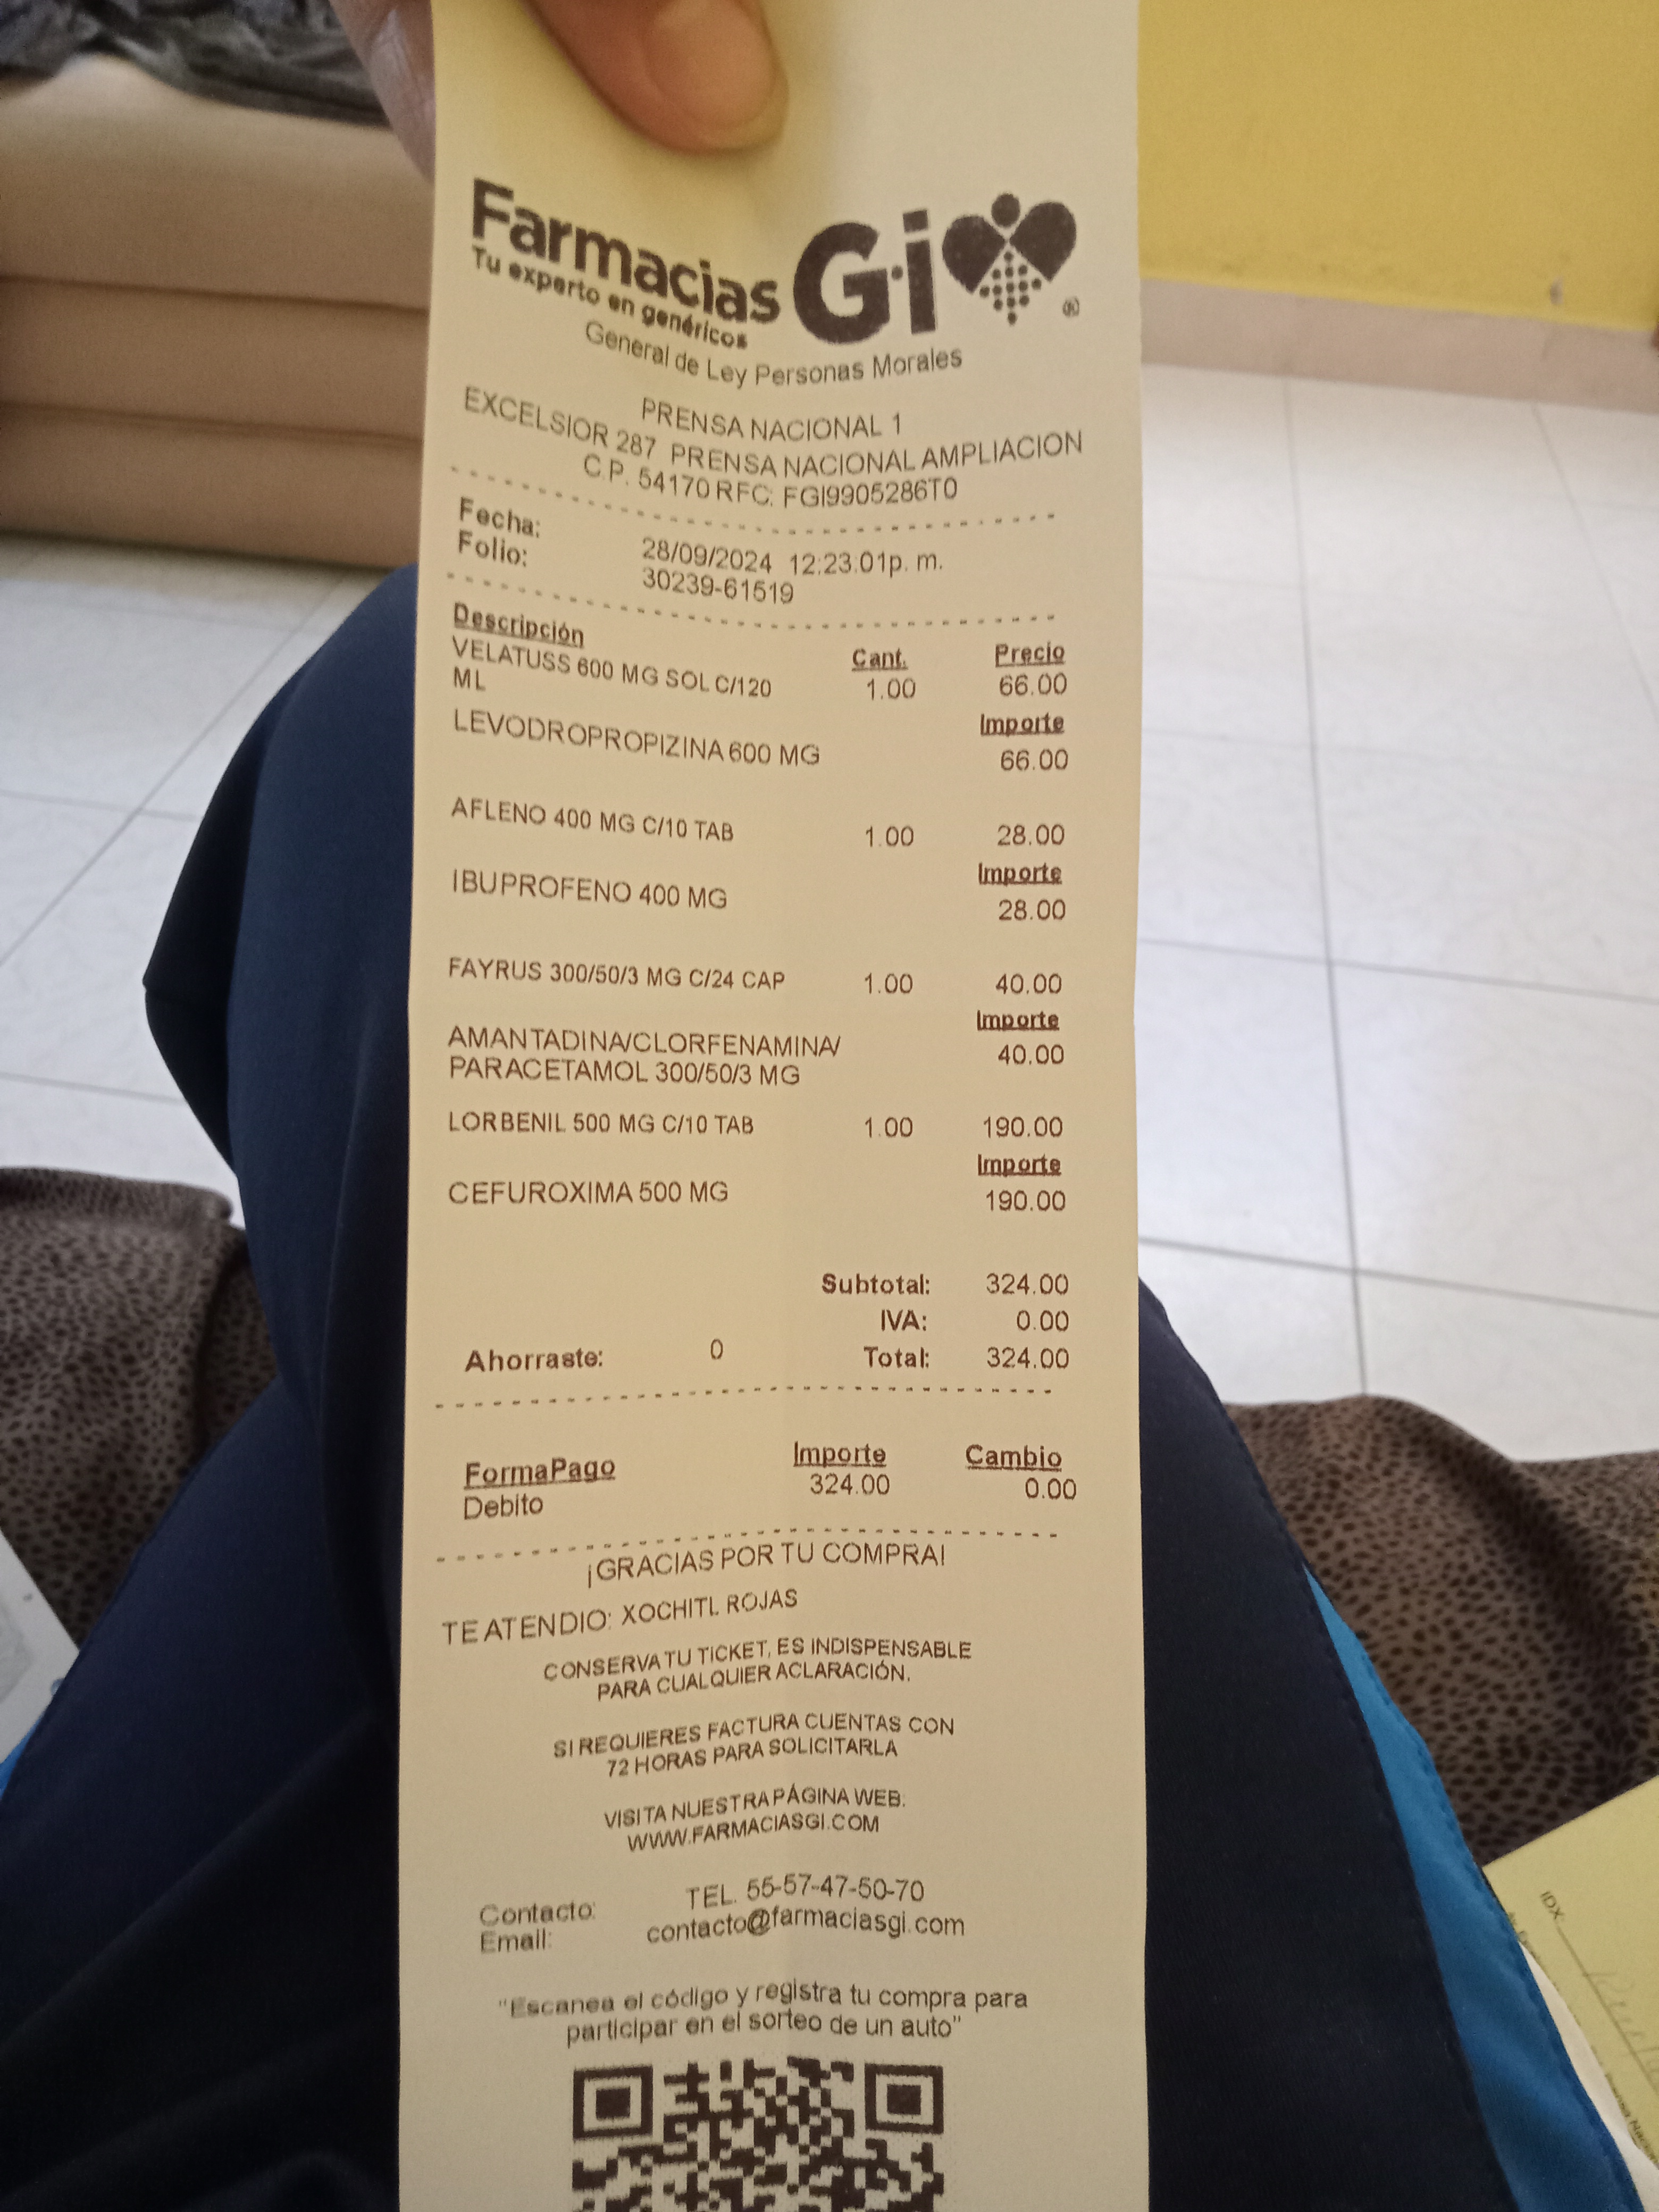 Farmacias Gi
Tu experto en genéricos
®
General de Ley Personas Morales
PRENSA NACIONAL 1
EXCELSIOR 287 PRENSA NACIONAL AMPLIACION
C.P. 54170 RFC: FGI9905286T0
Fecha: 28/09/2024 12:23:01p. m.
Folio: 30239-61519
Descripción Cant. Precio
VELATUSS 600 MG SOL C/120 ML 1.00 66.00
Importe
LEVODROPROPIZINA 600 MG 66.00
AFLENO 400 MG C/10 TAB 1.00 28.00
Importe
IBUPROFENO 400 MG 28.00
FAYRUS 300/50/3 MG C/24 CAP 1.00 40.00
Importe
AMANTADINA/CLORFENAMINA/ 40.00
PARACETAMOL 300/50/3 MG
LORBENIL 500 MG C/10 TAB 1.00 190.00
Importe
CEFUROXIMA 500 MG 190.00
Subtotal: 324.00
IVA: 0.00
Ahorraste: 0 Total: 324.00
FormaPago Importe Cambio
Debito 324.00 0.00
¡GRACIAS POR TU COMPRA!
TE ATENDIO: XOCHITL ROJAS
CONSERVA TU TICKET, ES INDISPENSABLE
PARA CUALQUIER ACLARACIÓN.
SI REQUIERES FACTURA CUENTAS CON
72 HORAS PARA SOLICITARLA
VISITA NUESTRA PÁGINA WEB:
WWW.FARMACIASGI.COM
Contacto: TEL. 55-57-47-50-70
Email: contacto@farmaciasgi.com
"Escanea el código y registra tu compra para
participar en el sorteo de un auto"
IDX: